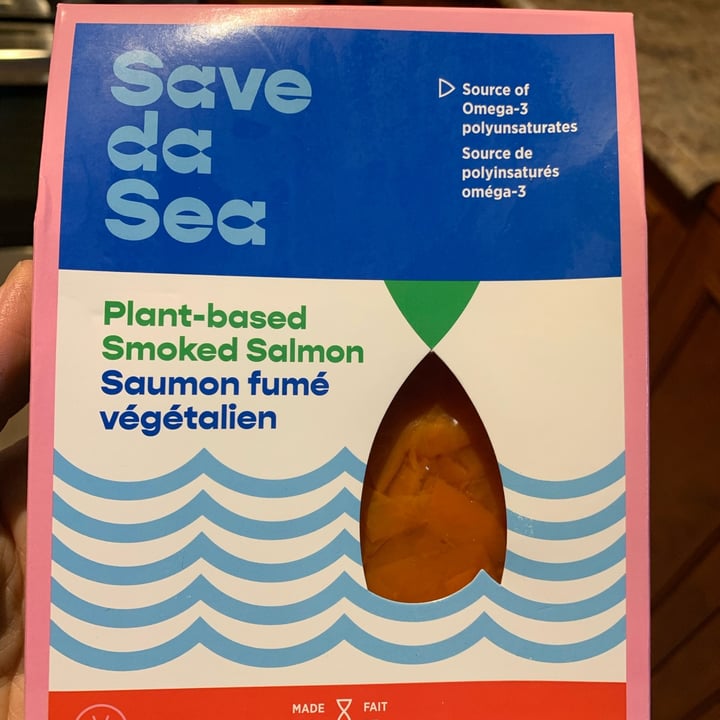 Save
da
Sea
Source of
Omega-3
polyunsaturates
Source de
polyinsaturés
oméga-3
Plant-based
Smoked Salmon
Saumon fumé
végétalien
MADE FAIT